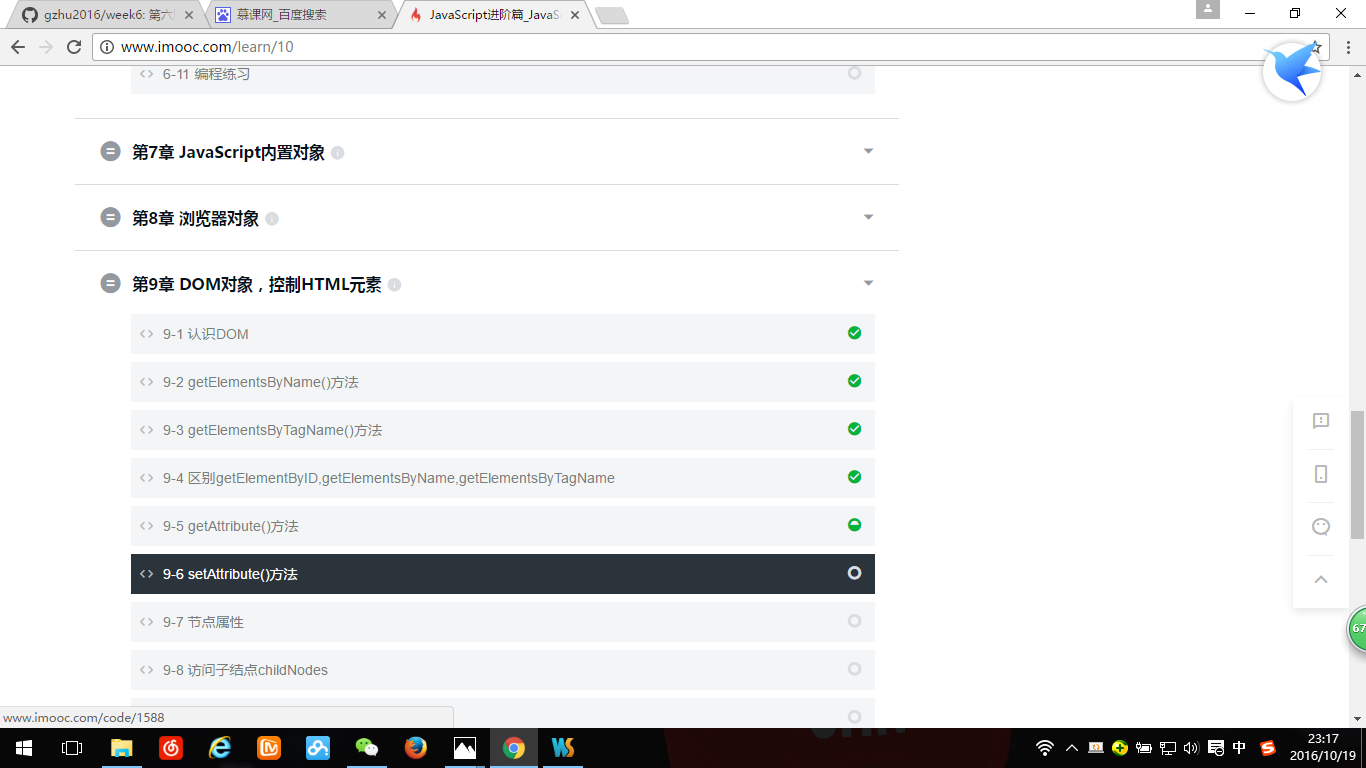 gzhu2016/week6: 第六
慕课网_百度搜索
JavaScript进阶篇_JavaS
www.imooc.com/learn/10
6-11 编程练习
第7章 JavaScript内置对象
第8章 浏览器对象
第9章 DOM对象，控制HTML元素
9-1 认识DOM
9-2 getElementsByName()方法
9-3 getElementsByTagName()方法
9-4 区别getElementByID,getElementsByName,getElementsByTagName
9-5 getAttribute()方法
9-6 setAttribute()方法
9-7 节点属性
9-8 访问子结点childNodes
67
www.imooc.com/code/1588
中
23:17
2016/10/19